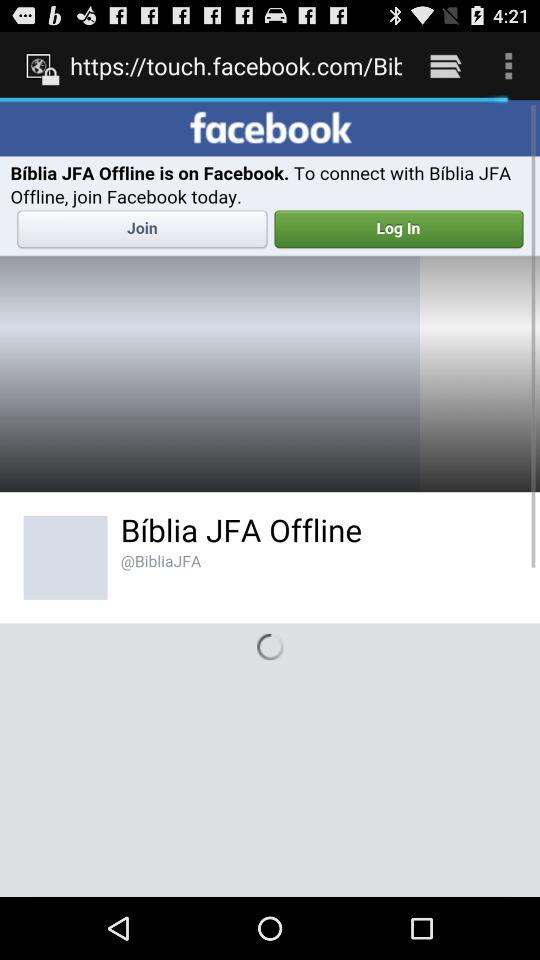 4:21
https://touch.facebook.com/Bib
facebook
Bíblia JFA Offline is on Facebook. To connect with Bíblia JFA
Offline, join Facebook today.
Join
Log In
Bíblia JFA Offline
@BibliaJFA